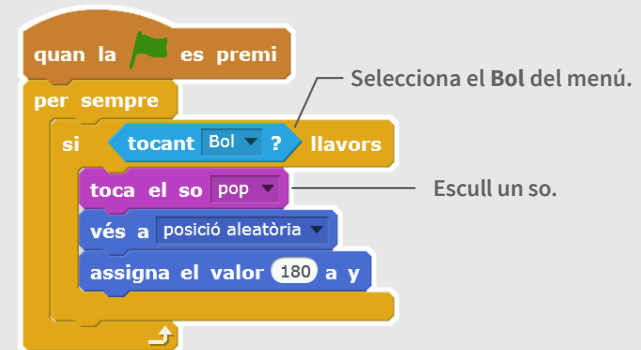 quan la es premi
Selecciona el Bol del menú.
per sempre
si tocant Bol ? llavors
toca el so pop
Escull un so.
vés a posició aleatòria
assigna el valor 180 a y